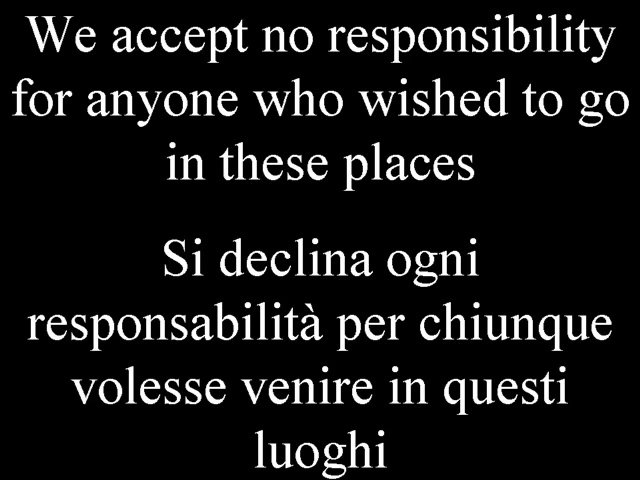 We accept no responsibility
for anyone who wished to go
in these places
Si declina ogni
responsabilità per chiunque
volesse venire in questi
luoghi